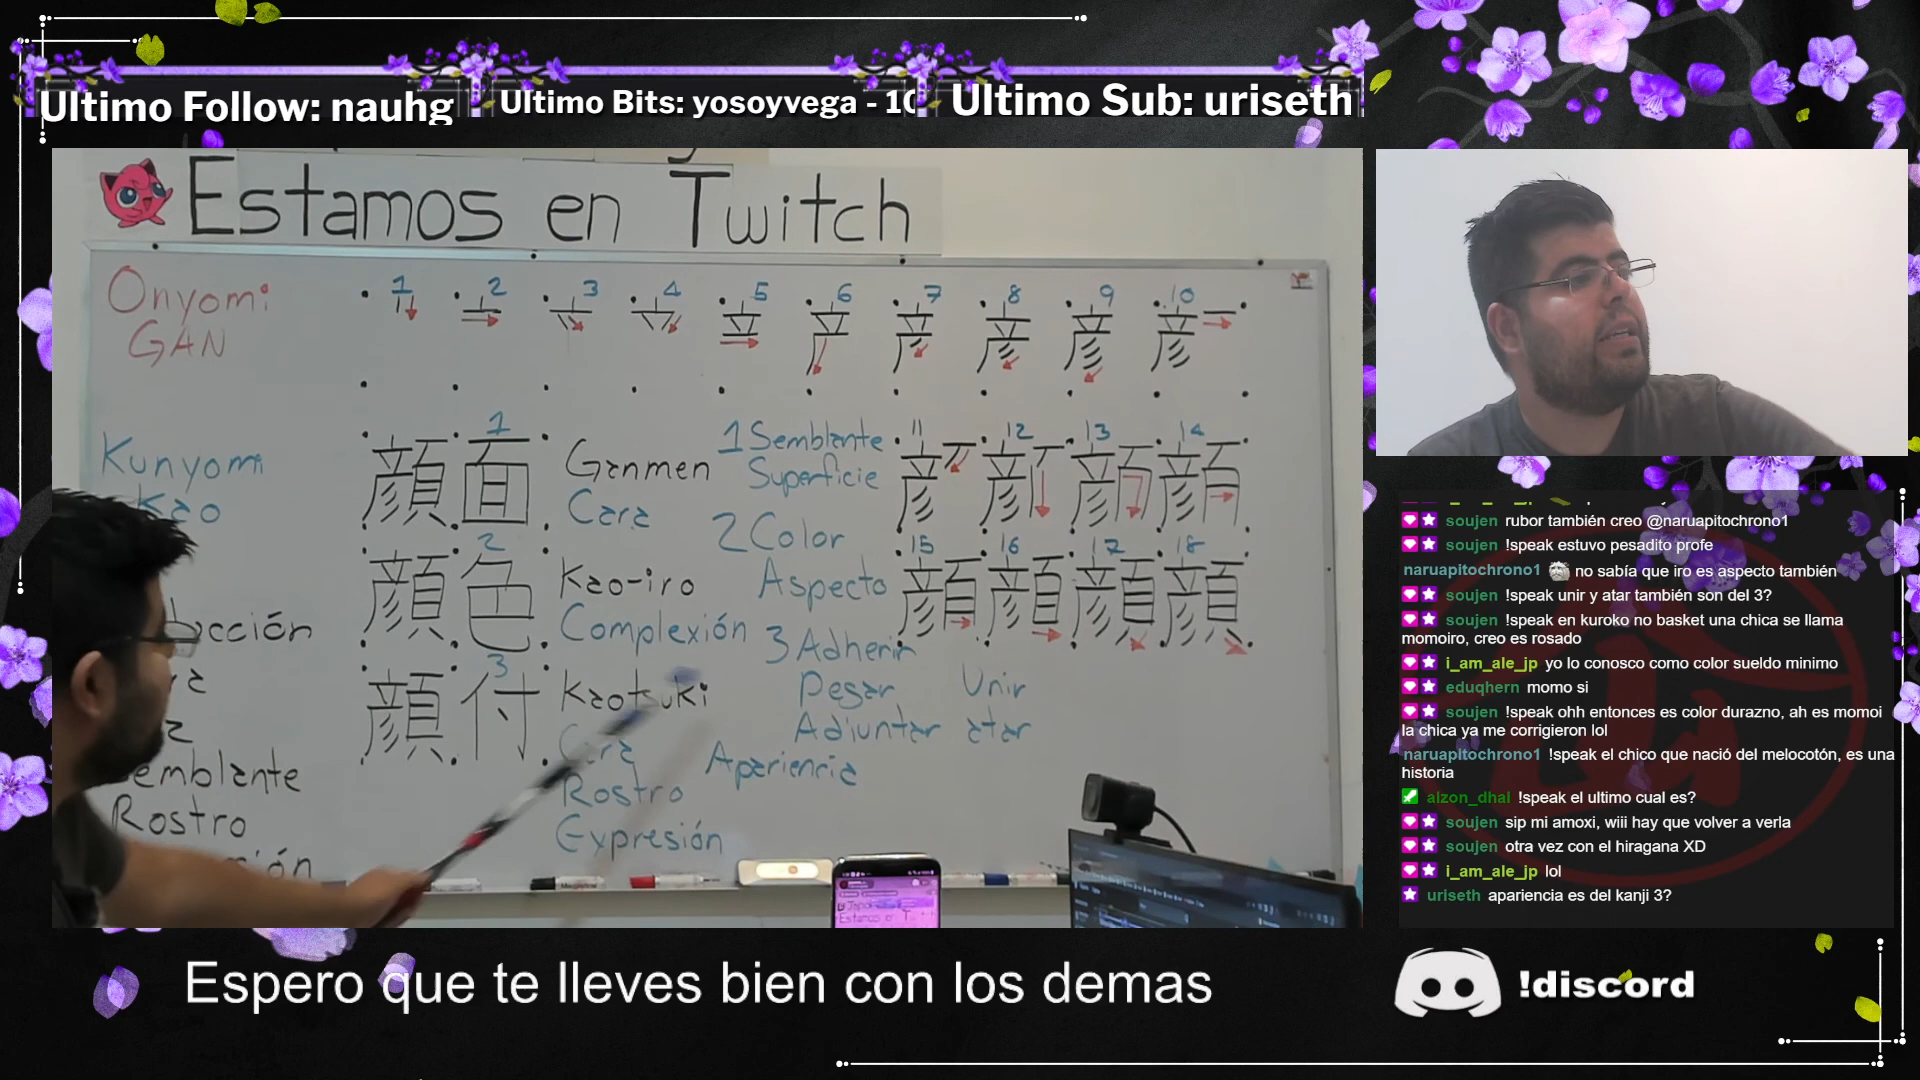 Ultimo Follow: nauhg
Ultimo Bits: yosoyvega - 10
Ultimo Sub: uriseth
Estamos en Twitch
Onyomi
GAN
1 2 3 4 5 6 7 8 9 10
Kunyomi
Kao
cción
Semblante
Rostro
ión
1
顔面
Ganmen
Cara
2
顔色
Kao-iro
Complexión
3
顔付
Kaotsuki
Cara
Rostro
Expresión
1 Semblante
Superficie
2 Color
Aspecto
3 Adherir
Pegar Unir
Adjuntar atar
Apariencia
11 12 13 14
15 16 17 18
顔
soujen rubor también creo @naruapitochrono1
soujen !speak estuvo pesadito profe
naruapitochrono1 no sabía que iro es aspecto también
soujen !speak unir y atar también son del 3?
soujen !speak en kuroko no basket una chica se llama
momoiro, creo es rosado
i_am_ale_jp yo lo conosco como color sueldo minimo
eduqhern momo si
soujen !speak ohh entonces es color durazno, ah es momoi
la chica ya me corrigieron lol
naruapitochrono1 !speak el chico que nació del melocotón, es una
historia
alzon_dhal !speak el ultimo cual es?
soujen sip mi amoxi, wiii hay que volver a verla
soujen otra vez con el hiragana XD
i_am_ale_jp lol
uriseth apariencia es del kanji 3?
Espero que te lleves bien con los demas
!discord